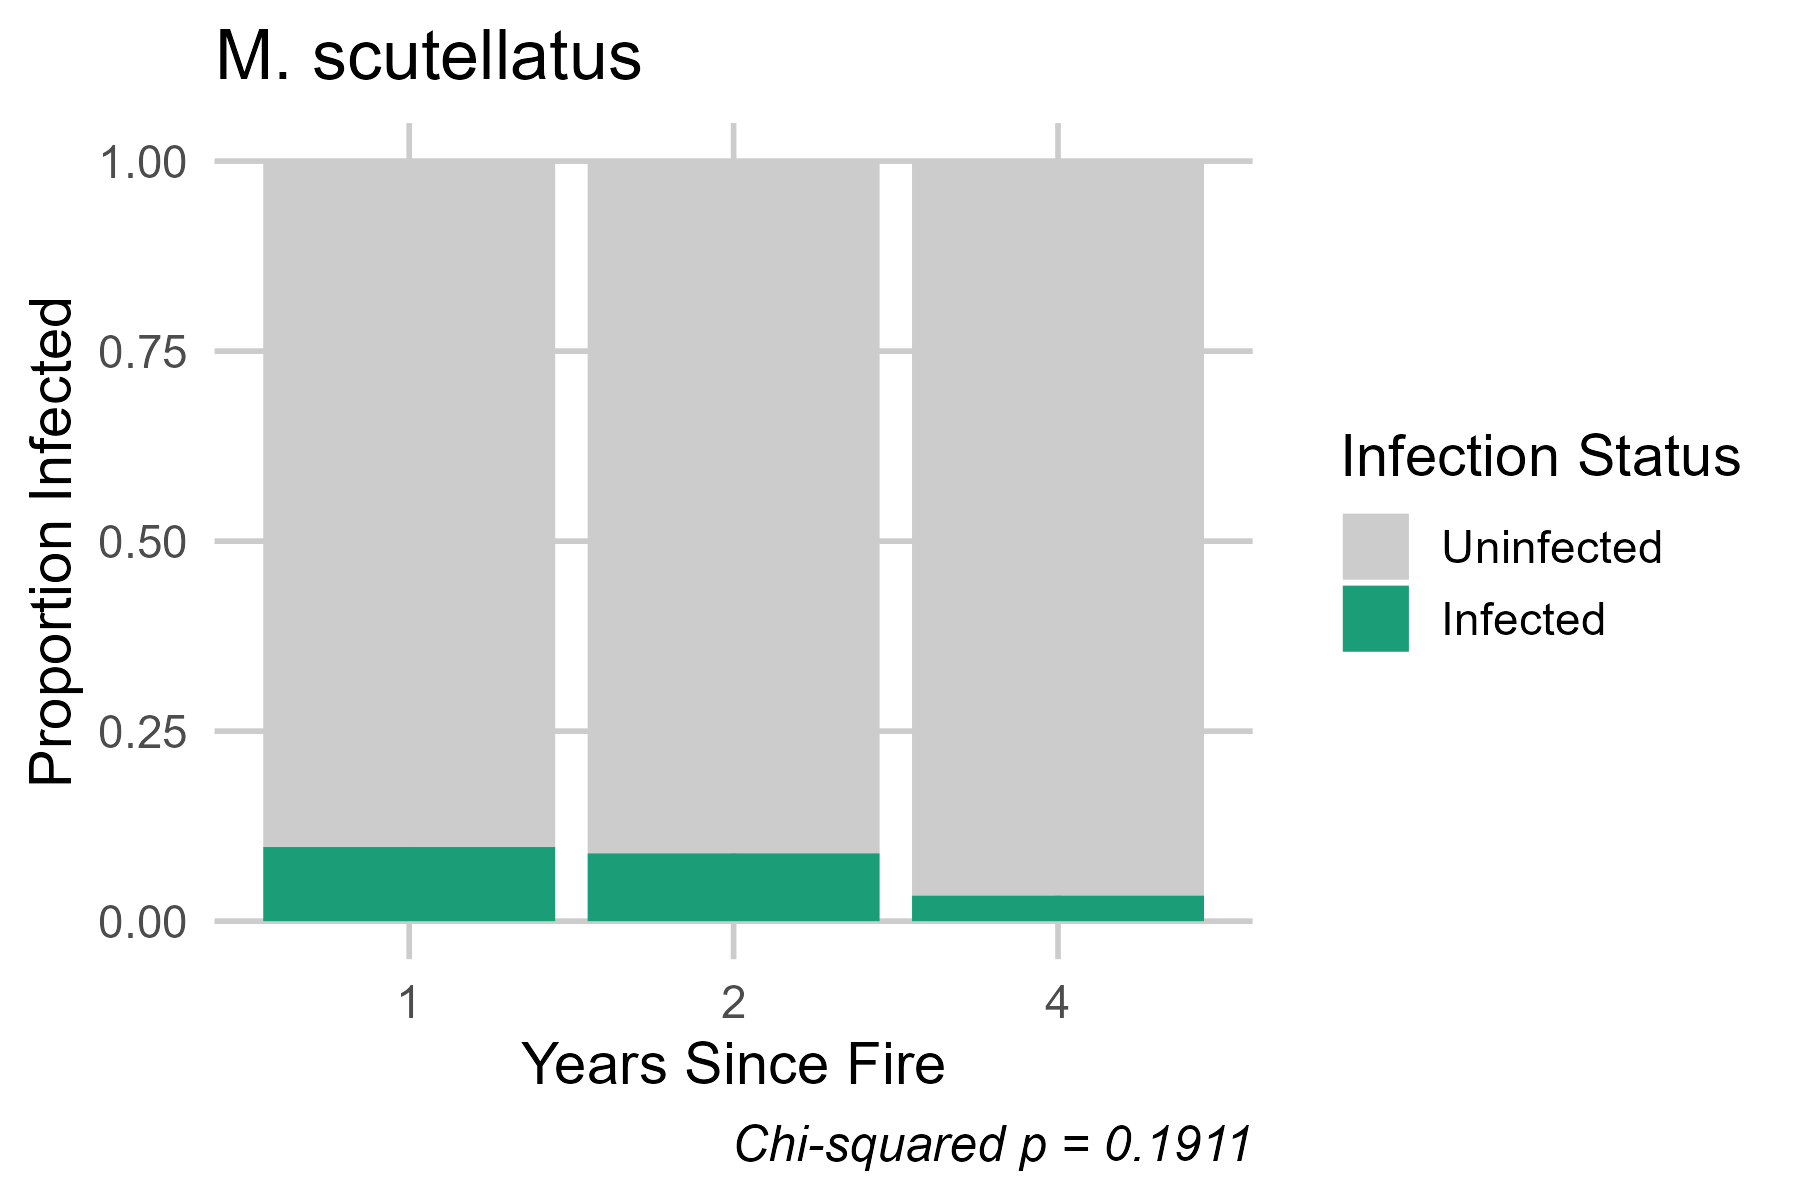 M. scutellatus
1.00
0.75
0.50
0.25
0.00
Proportion Infected
1 2 4
Years Since Fire
Chi-squared p = 0.1911
Infection Status
Uninfected
Infected